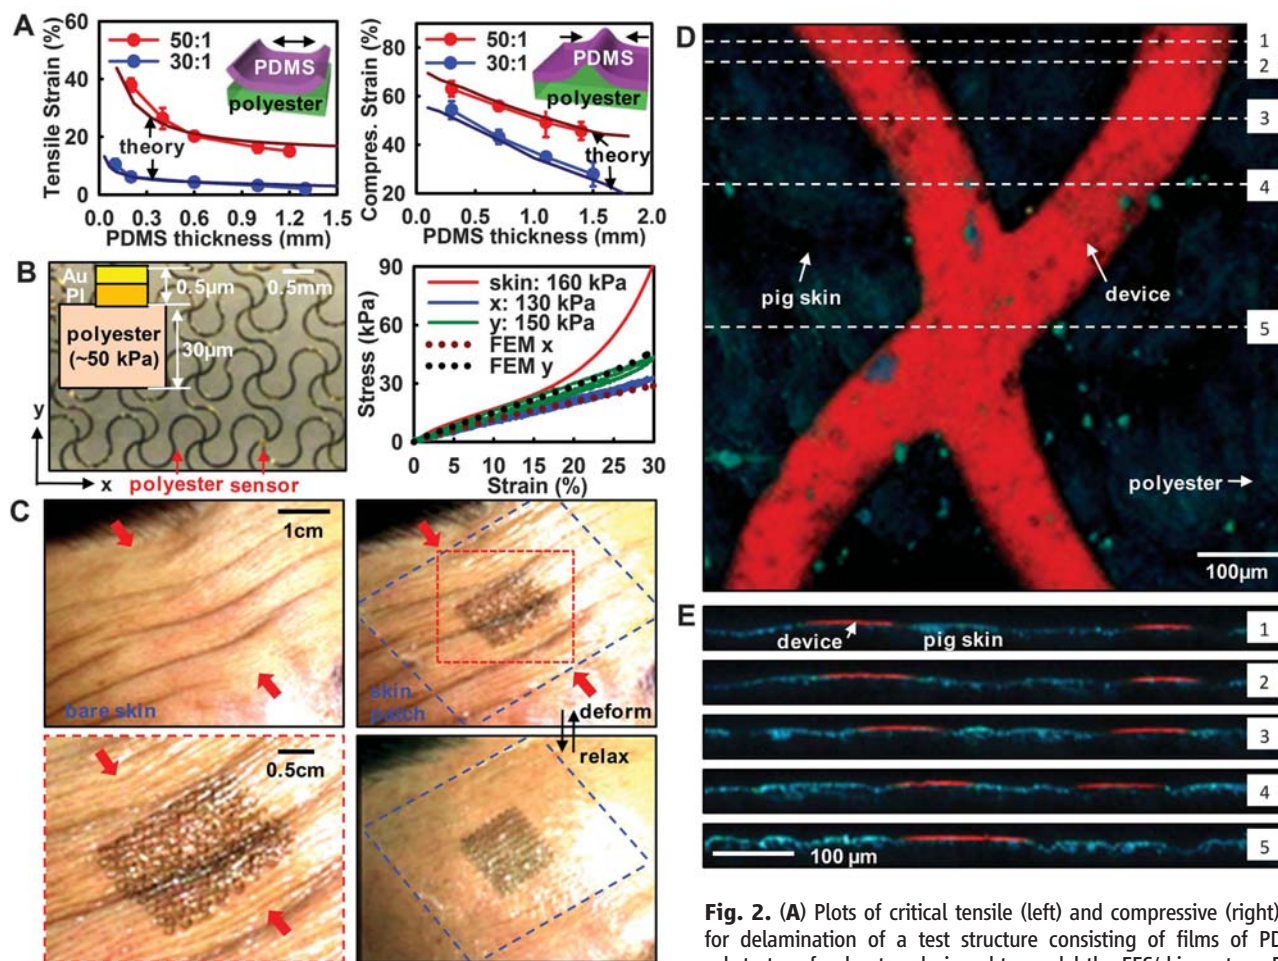 A
Tensile Strain (%)
60
40
20
0
50:1
30:1
PDMS
polyester
theory
0.0 0.3 0.6 0.9 1.2 1.5
PDMS thickness (mm)
Compres. Strain (%)
80
60
40
20
50:1
30:1
PDMS
polyester
theory
0.0 0.5 1.0 1.5 2.0
PDMS thickness (mm)
B
Au
PI
0.5µm
0.5mm
polyester
(~50 kPa)
30µm
y
x
polyester sensor
Stress (kPa)
90
60
30
0
skin: 160 kPa
x: 130 kPa
y: 150 kPa
FEM x
FEM y
0 5 10 15 20 25 30
Strain (%)
C
1cm
bare skin
skin
patch
deform
relax
0.5cm
D
1
2
3
4
5
pig skin
device
polyester
100µm
E
device
pig skin
1
2
3
4
5
100 µm
Fig. 2. (A) Plots of critical tensile (left) and compressive (right)
for delamination of a test structure consisting of films of PD